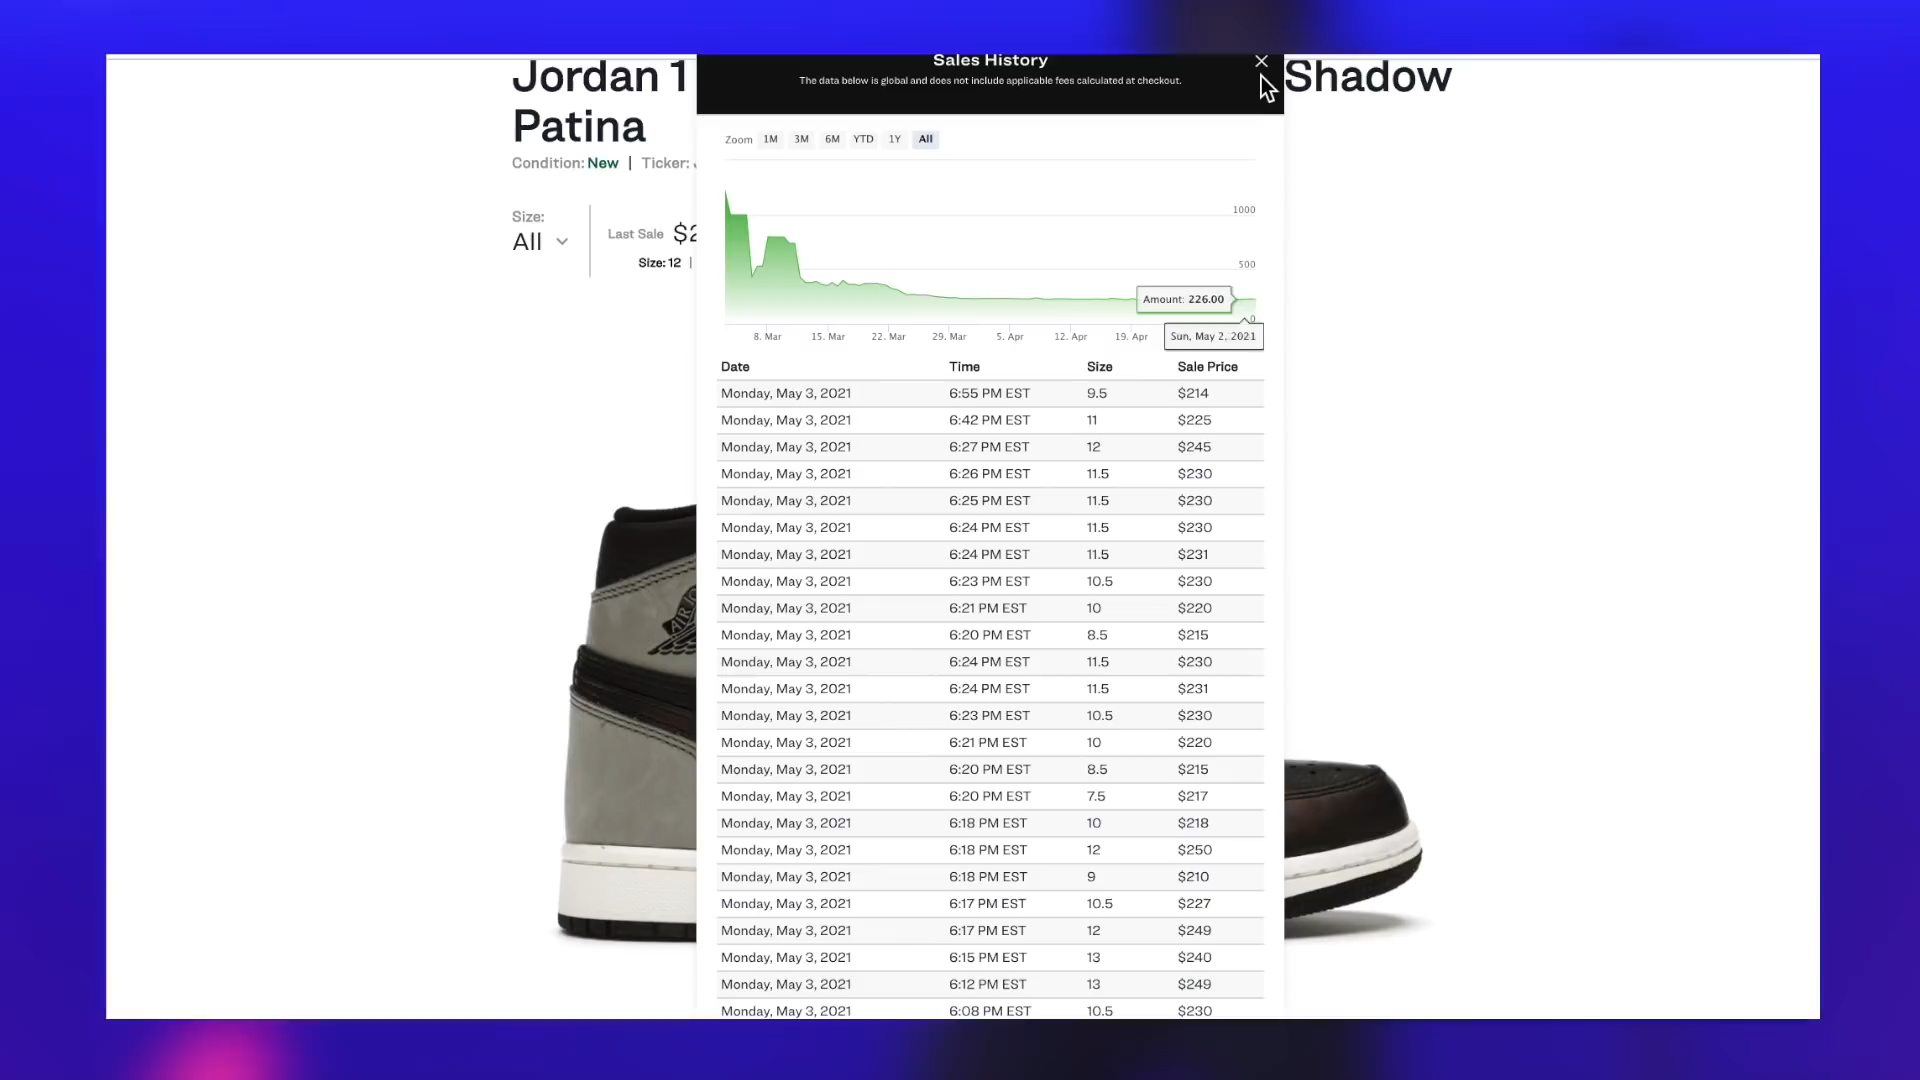 Jordan 1
Shadow
Patina
Condition: New | Ticker:
Size:
All
Last Sale
Size: 12 |
AIR JO
Sales History
The data below is global and does not include applicable fees calculated at checkout.
Zoom 1M 3M 6M YTD 1Y All
1000
500
Amount: 226.00
0
8. Mar 15. Mar 22. Mar 29. Mar 5. Apr 12. Apr 19. Apr
Sun, May 2, 2021
Date Time Size Sale Price
Monday, May 3, 2021 6:55 PM EST 9.5 $214
Monday, May 3, 2021 6:42 PM EST 11 $225
Monday, May 3, 2021 6:27 PM EST 12 $245
Monday, May 3, 2021 6:26 PM EST 11.5 $230
Monday, May 3, 2021 6:25 PM EST 11.5 $230
Monday, May 3, 2021 6:24 PM EST 11.5 $230
Monday, May 3, 2021 6:24 PM EST 11.5 $231
Monday, May 3, 2021 6:23 PM EST 10.5 $230
Monday, May 3, 2021 6:21 PM EST 10 $220
Monday, May 3, 2021 6:20 PM EST 8.5 $215
Monday, May 3, 2021 6:24 PM EST 11.5 $230
Monday, May 3, 2021 6:24 PM EST 11.5 $231
Monday, May 3, 2021 6:23 PM EST 10.5 $230
Monday, May 3, 2021 6:21 PM EST 10 $220
Monday, May 3, 2021 6:20 PM EST 8.5 $215
Monday, May 3, 2021 6:20 PM EST 7.5 $217
Monday, May 3, 2021 6:18 PM EST 10 $218
Monday, May 3, 2021 6:18 PM EST 12 $250
Monday, May 3, 2021 6:18 PM EST 9 $210
Monday, May 3, 2021 6:17 PM EST 10.5 $227
Monday, May 3, 2021 6:17 PM EST 12 $249
Monday, May 3, 2021 6:15 PM EST 13 $240
Monday, May 3, 2021 6:12 PM EST 13 $249
Monday, May 3, 2021 6:08 PM EST 10.5 $230